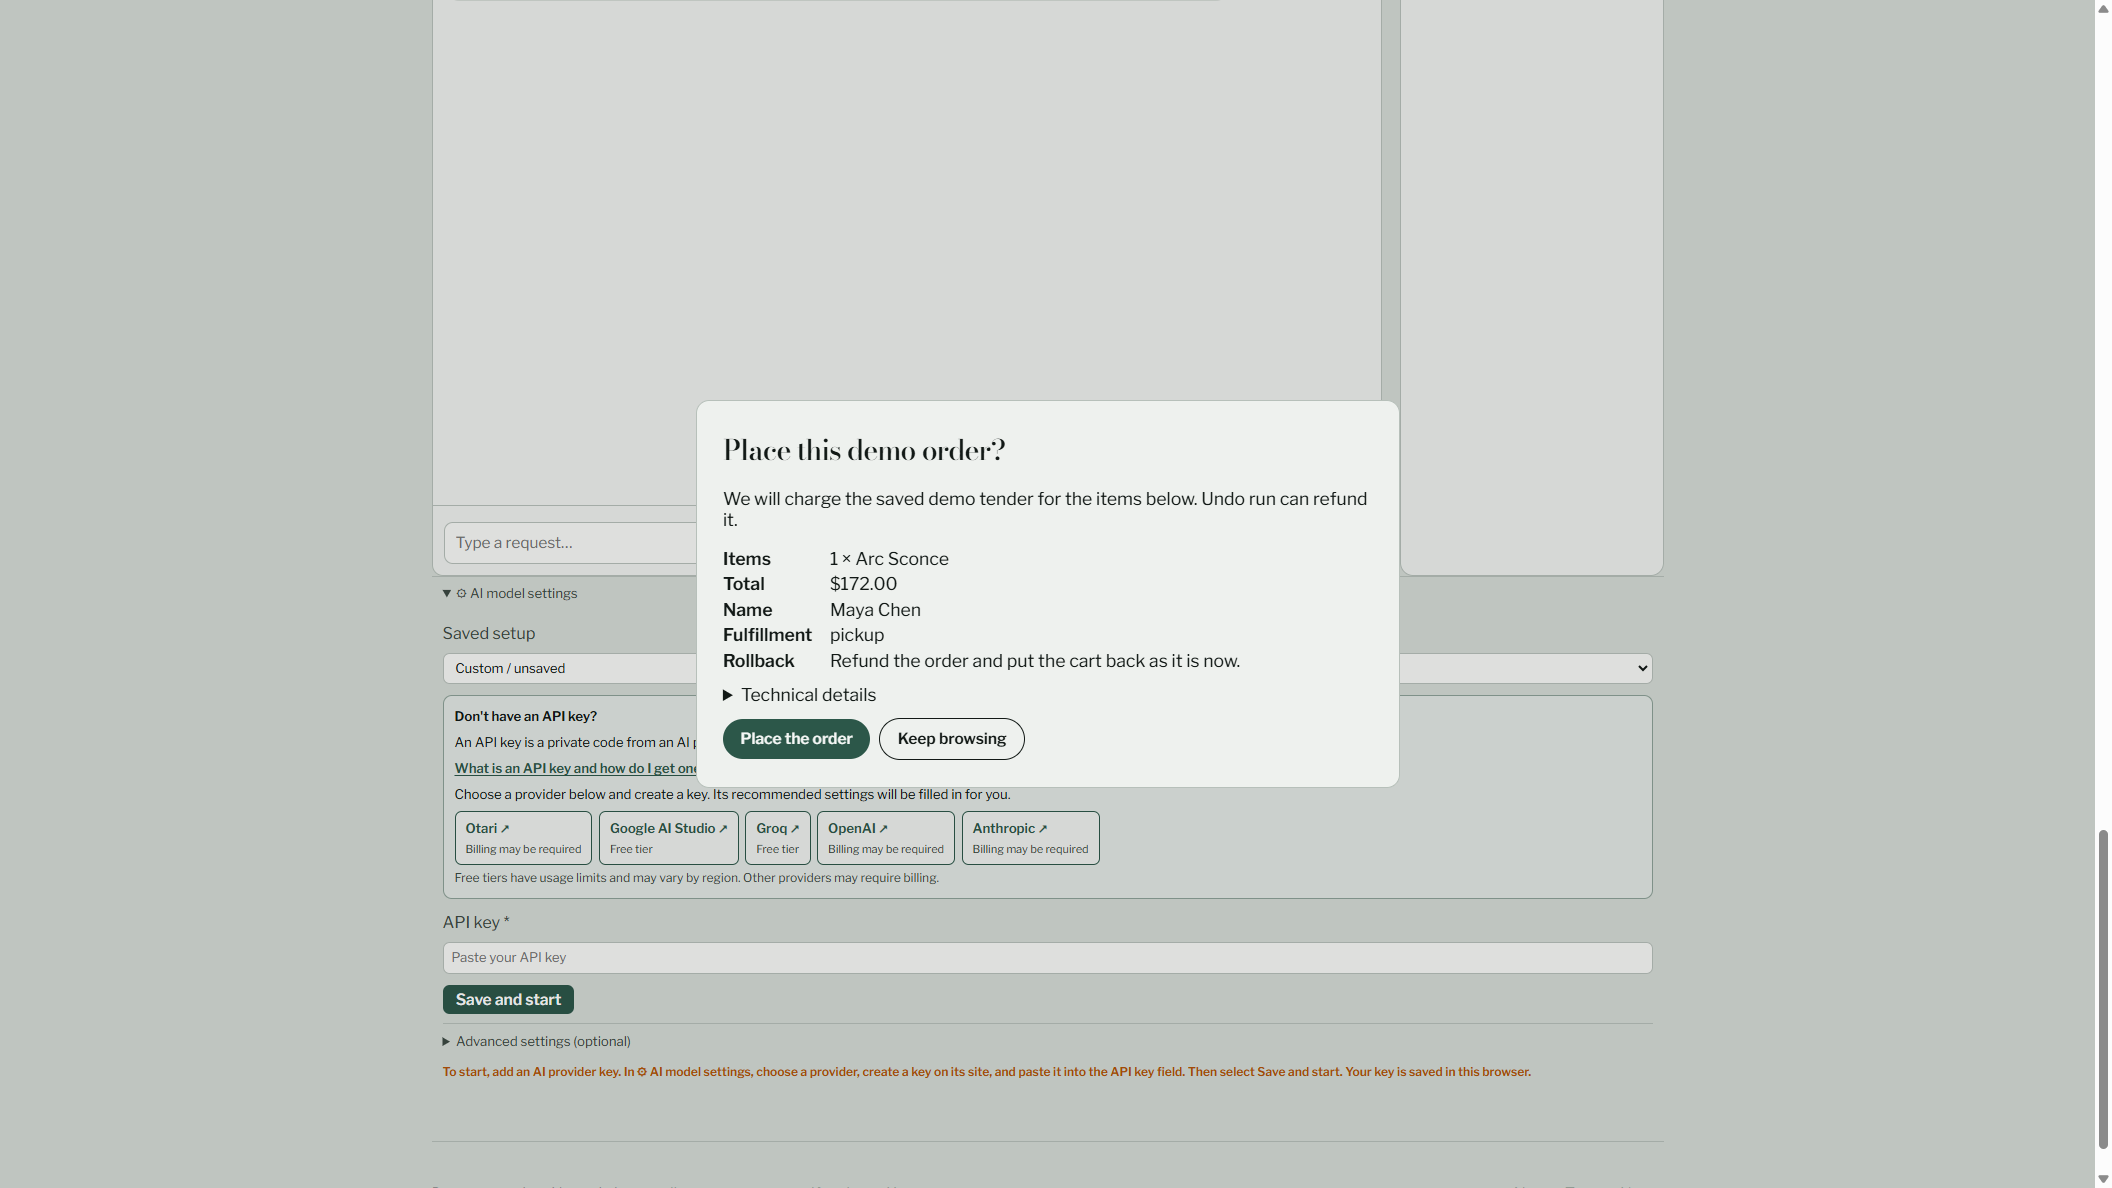 Place this demo order?
We will charge the saved demo tender for the items below. Undo run can refund
it.
Items 1 × Arc Sconce
Total $172.00
Name Maya Chen
Fulfillment pickup
Rollback Refund the order and put the cart back as it is now.
▶ Technical details
Place the order Keep browsing
Type a request...
▼ ⚙ AI model settings
Saved setup
Custom / unsaved
Don't have an API key?
An API key is a private code from an AI
What is an API key and how do I get one
Choose a provider below and create a key. Its recommended settings will be filled in for you.
Otari ↗ Google AI Studio ↗ Groq ↗ OpenAI ↗ Anthropic ↗
Billing may be required Free tier Free tier Billing may be required Billing may be required
Free tiers have usage limits and may vary by region. Other providers may require billing.
API key *
Paste your API key
Save and start
▶ Advanced settings (optional)
To start, add an AI provider key. In ⚙ AI model settings, choose a provider, create a key on its site, and paste it into the API key field. Then select Save and start. Your key is saved in this browser.